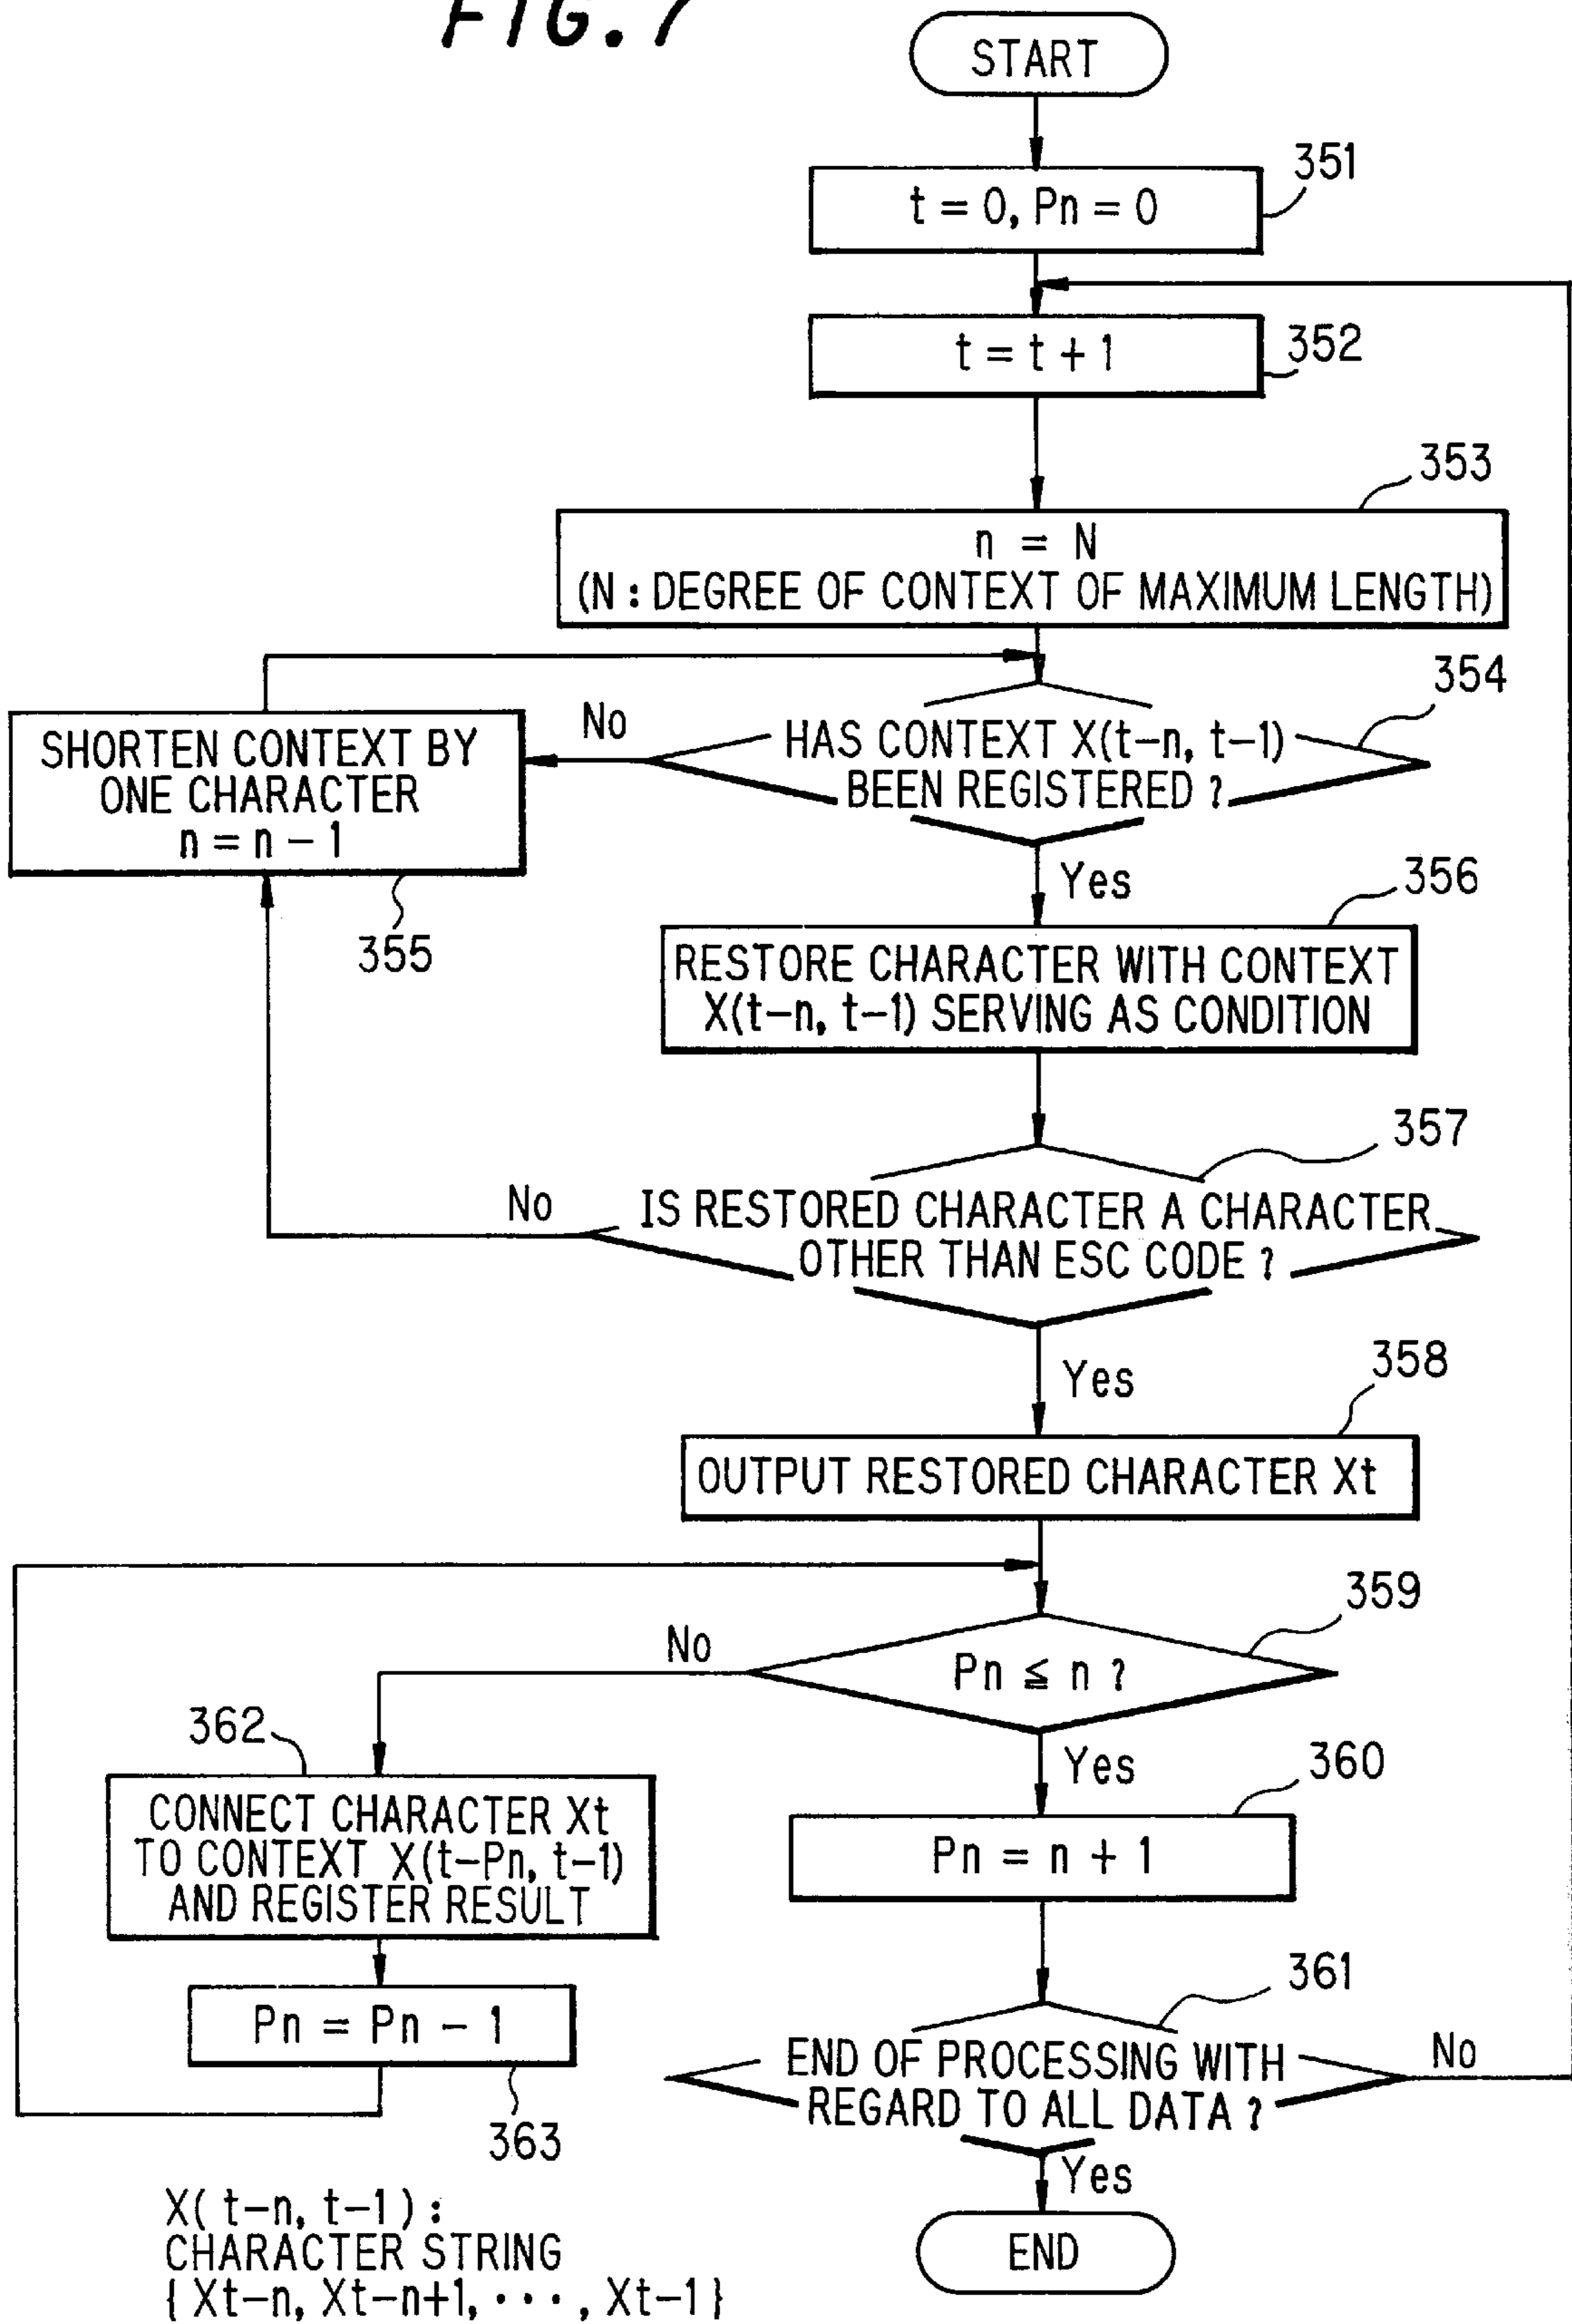 FIG. 7
START
351
t = 0, Pn = 0
352
t = t + 1
353
n = N
(N : DEGREE OF CONTEXT OF MAXIMUM LENGTH)
354
HAS CONTEXT X(t-n, t-1)
BEEN REGISTERED ?
No
SHORTEN CONTEXT BY
ONE CHARACTER
n = n - 1
355
Yes
356
RESTORE CHARACTER WITH CONTEXT
X(t-n, t-1) SERVING AS CONDITION
357
IS RESTORED CHARACTER A CHARACTER
OTHER THAN ESC CODE ?
No
Yes
358
OUTPUT RESTORED CHARACTER Xt
359
Pn ≦ n ?
No
362
CONNECT CHARACTER Xt
TO CONTEXT X(t-Pn, t-1)
AND REGISTER RESULT
Pn = Pn - 1
363
Yes
360
Pn = n + 1
361
END OF PROCESSING WITH
REGARD TO ALL DATA ?
No
Yes
END
X( t-n, t-1 ) :
CHARACTER STRING
{ Xt-n, Xt-n+1, · · · , Xt-1 }